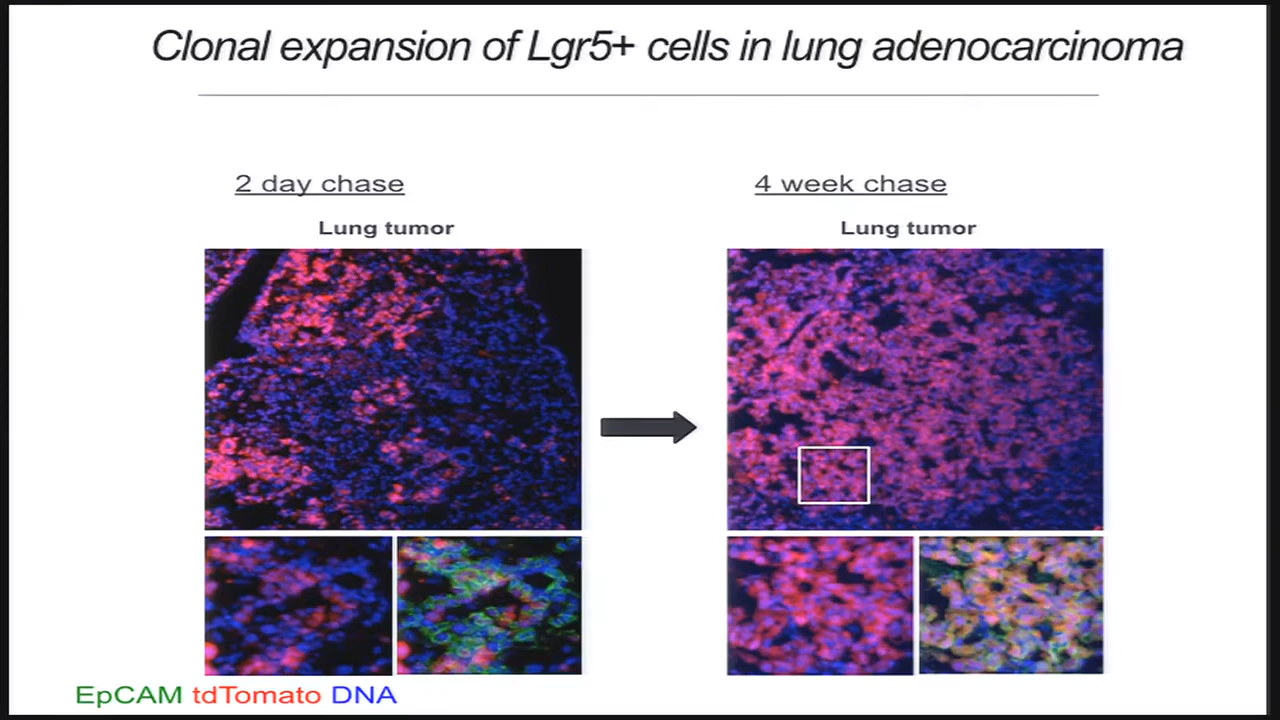 Clonal expansion of Lgr5+ cells in lung adenocarcinoma
2 day chase
4 week chase
Lung tumor
Lung tumor
EpCAM tdTomato DNA